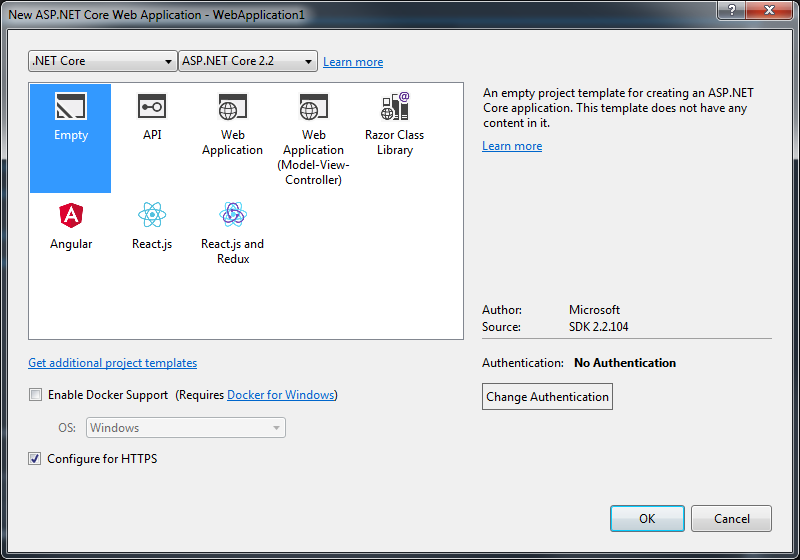 New ASP.NET Core Web Application - WebApplication1
?
.NET Core
ASP.NET Core 2.2
Learn more
Empty
API
Web
Application
Web
Application
(Model-View-
Controller)
Razor Class
Library
@
Angular
React.js
React.js and
Redux
An empty project template for creating an ASP.NET
Core application. This template does not have any
content in it.
Learn more
Author: Microsoft
Source: SDK 2.2.104
Get additional project templates
Authentication: No Authentication
Enable Docker Support (Requires Docker for Windows)
Change Authentication
OS: Windows
Configure for HTTPS
OK
Cancel